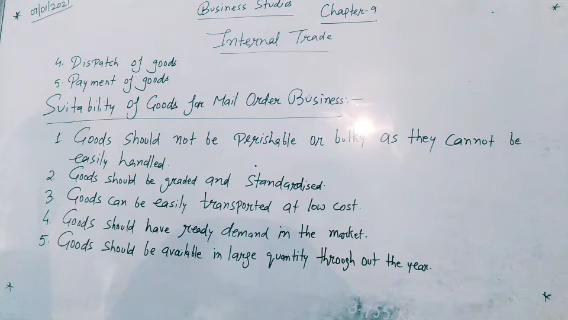 07/01/2021 Business Studies Chapter-9
Internal Trade
4. Dispatch of goods
5. Payment of goods
Suitability of Goods for Mail Order Business:-
1 Goods should not be perishable or bulky as they cannot be
easily handled.
2 Goods should be graded and standardised.
3 Goods can be easily transported at low cost.
4. Goods should have ready demand in the market.
5. Goods should be available in large quantity through out the year.